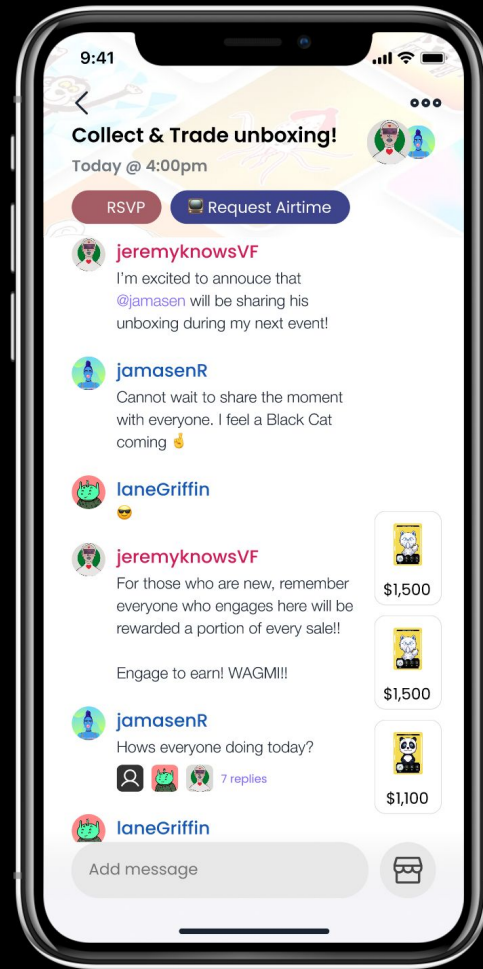 9:41
Collect & Trade unboxing!
Today @ 4:00pm
RSVP
Request Airtime
jeremyknowsVF
I'm excited to annouce that
@jamasen will be sharing his
unboxing during my next event!
jamasenR
Cannot wait to share the moment
with everyone. I feel a Black Cat
coming 🤞
laneGriffin
😎
jeremyknowsVF
For those who are new, remember
everyone who engages here will be
rewarded a portion of every sale!!
Engage to earn! WAGMI!!
jamasenR
Hows everyone doing today?
7 replies
laneGriffin
$1,500
$1,500
$1,100
Add message